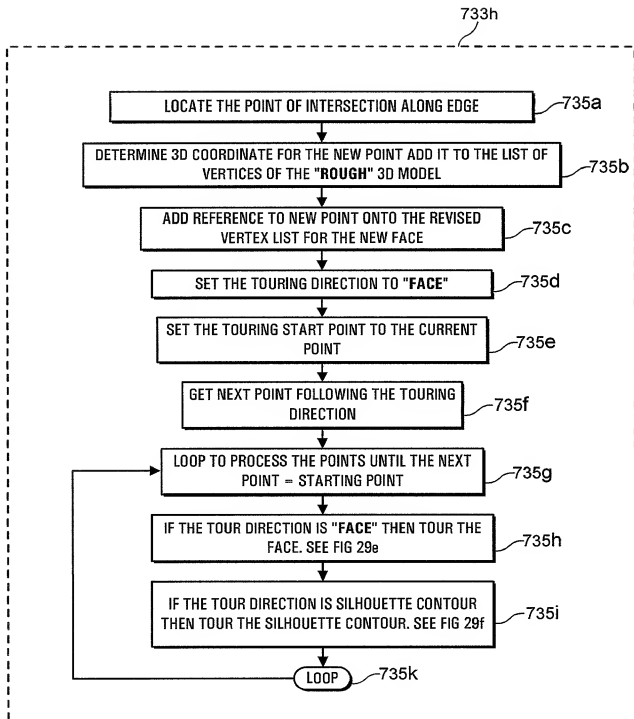 733h
LOCATE THE POINT OF INTERSECTION ALONG EDGE
735a
DETERMINE 3D COORDINATE FOR THE NEW POINT ADD IT TO THE LIST OF
VERTICES OF THE "ROUGH" 3D MODEL
735b
ADD REFERENCE TO NEW POINT ONTO THE REVISED
VERTEX LIST FOR THE NEW FACE
735c
SET THE TOURING DIRECTION TO "FACE"
735d
SET THE TOURING START POINT TO THE CURRENT
POINT
735e
GET NEXT POINT FOLLOWING THE TOURING
DIRECTION
735f
LOOP TO PROCESS THE POINTS UNTIL THE NEXT
POINT = STARTING POINT
735g
IF THE TOUR DIRECTION IS "FACE" THEN TOUR THE
FACE. SEE FIG 29e
735h
IF THE TOUR DIRECTION IS SILHOUETTE CONTOUR
THEN TOUR THE SILHOUETTE CONTOUR. SEE FIG 29f
735i
LOOP
735k